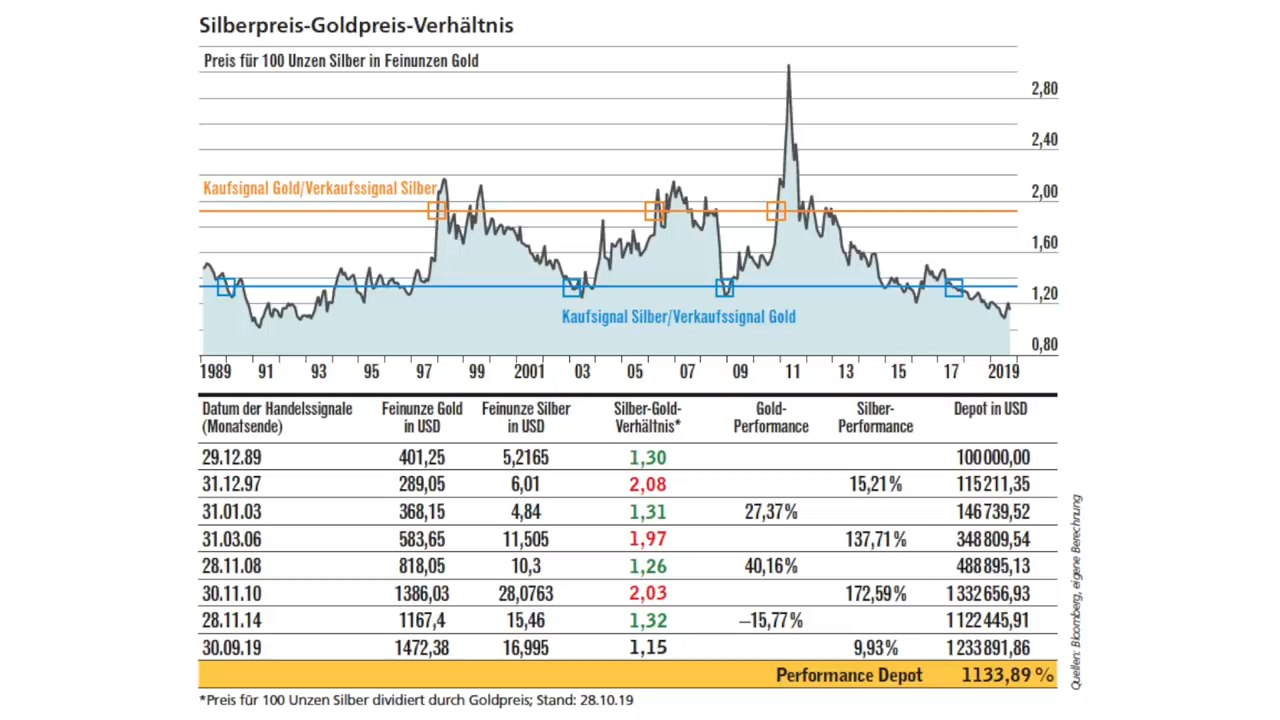 Silberpreis-Goldpreis-Verhältnis
Preis für 100 Unzen Silber in Feinunzen Gold
2,80
2,40
2,00
1,60
1,20
0,80
Kaufsignal Gold/Verkaufssignal Silber
Kaufsignal Silber/Verkaufssignal Gold
1989 91 93 95 97 99 2001 03 05 07 09 11 13 15 17 2019
Datum der Handelssignale (Monatsende) Feinunze Gold in USD Feinunze Silber in USD Silber-Gold-Verhältnis* Gold-Performance Silber-Performance Depot in USD
29.12.89 401,25 5,2165 1,30 100 000,00
31.12.97 289,05 6,01 2,08 15,21 % 115 211,35
31.01.03 368,15 4,84 1,31 27,37 % 146 739,52
31.03.06 583,65 11,505 1,97 137,71 % 348 809,54
28.11.08 818,05 10,3 1,26 40,16 % 488 895,13
30.11.10 1386,03 28,0763 2,03 172,59 % 1 332 656,93
28.11.14 1167,4 15,46 1,32 –15,77 % 1 122 445,91
30.09.19 1472,38 16,995 1,15 9,93 % 1 233 891,86
Performance Depot 1133,89 %
*Preis für 100 Unzen Silber dividiert durch Goldpreis; Stand: 28.10.19
Quellen: Bloomberg, eigene Berechnung